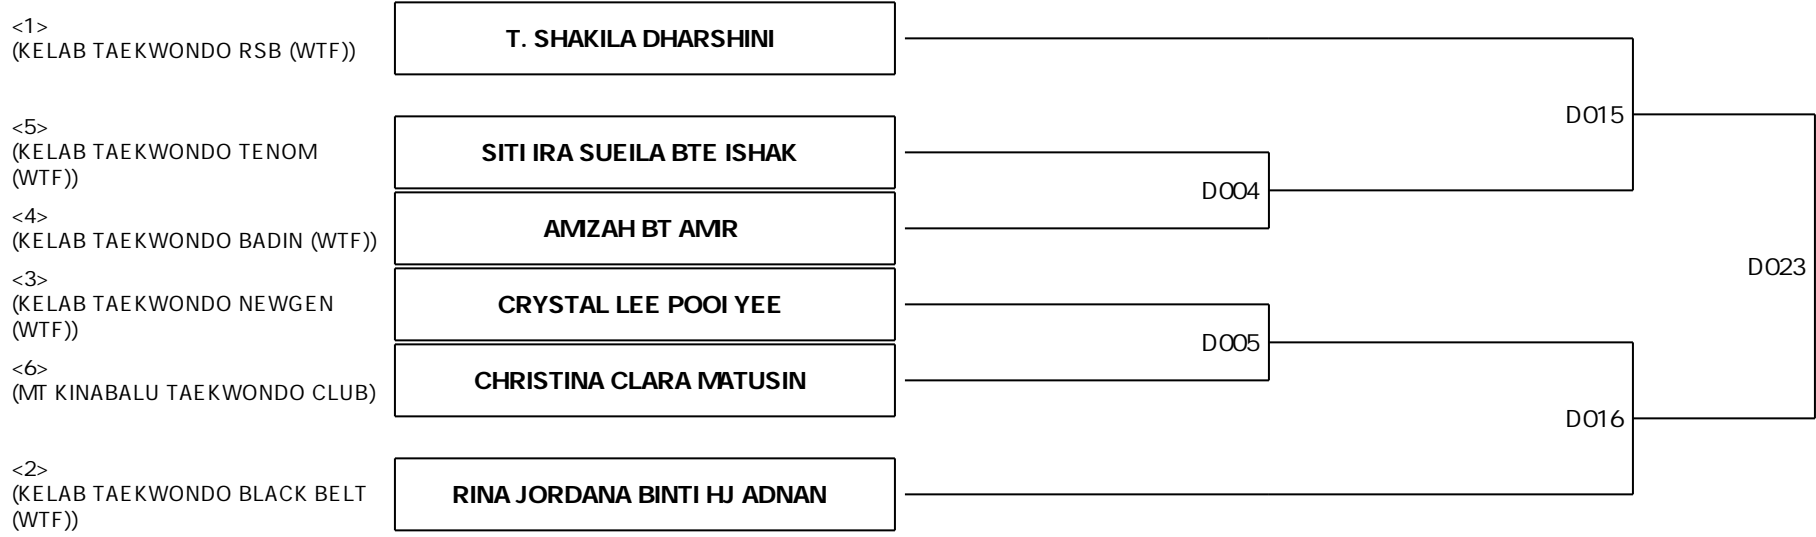 <1>
(KELAB TAEKWONDO RSB (WTF))
T. SHAKILA DHARSHINI
D015
<5>
(KELAB TAEKWONDO TENOM
(WTF))
SITI IRA SUEILA BTE ISHAK
D004
<4>
(KELAB TAEKWONDO BADIN (WTF))
AMIZAH BT AMIR
D023
<3>
(KELAB TAEKWONDO NEWGEN
(WTF))
CRYSTAL LEE POOI YEE
D005
<6>
(MT KINABALU TAEKWONDO CLUB)
CHRISTINA CLARA MATUSIN
D016
<2>
(KELAB TAEKWONDO BLACK BELT
(WTF))
RINA JORDANA BINTI HJ ADNAN